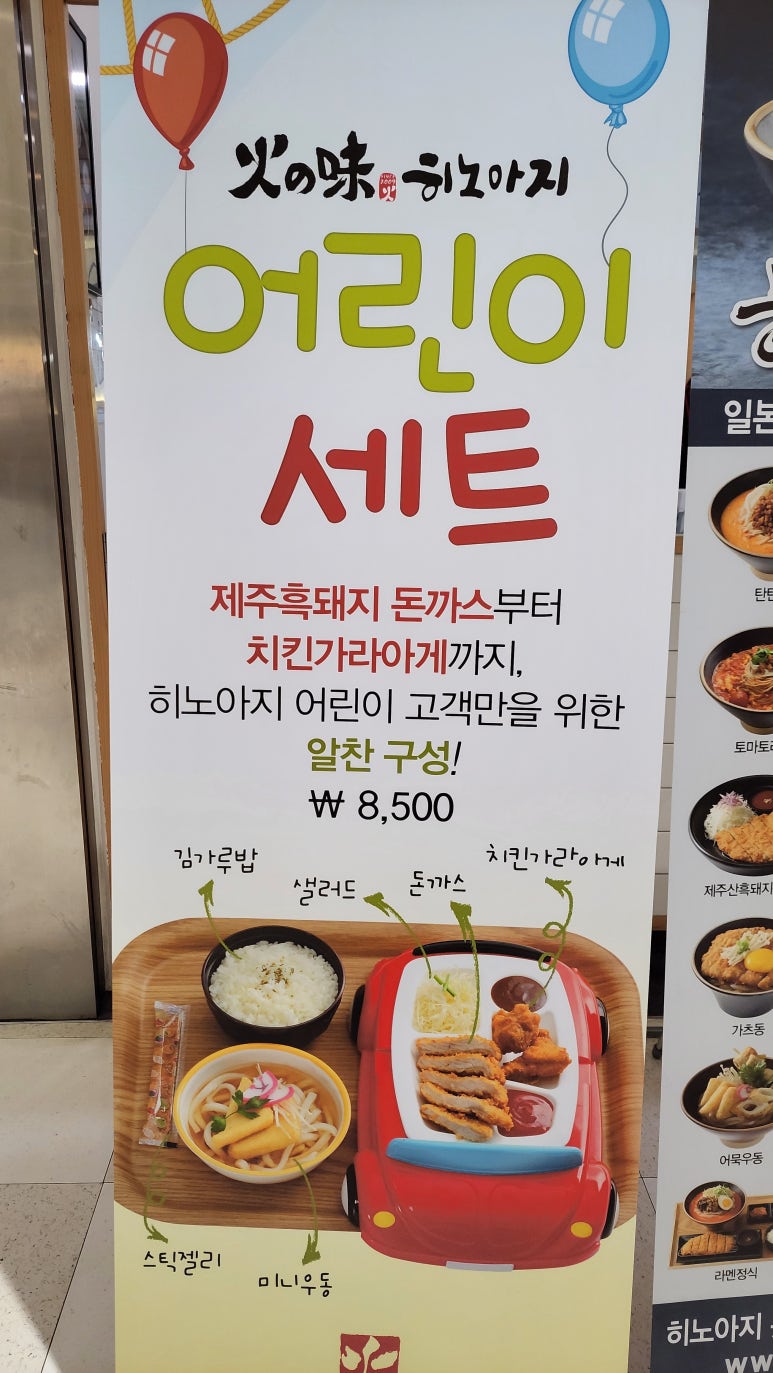 火の味 히노아지
어린이
세트
제주흑돼지 돈까스부터
치킨가라아게까지,
히노아지 어린이 고객만을 위한
알찬 구성!
₩ 8,500
김가루밥
샐러드
돈까스
치킨가라아게
스틱젤리
미니우동
일본
탄탄
토마토라
제주산흑돼지
가츠동
어묵우동
라멘정식
히노아지
ww